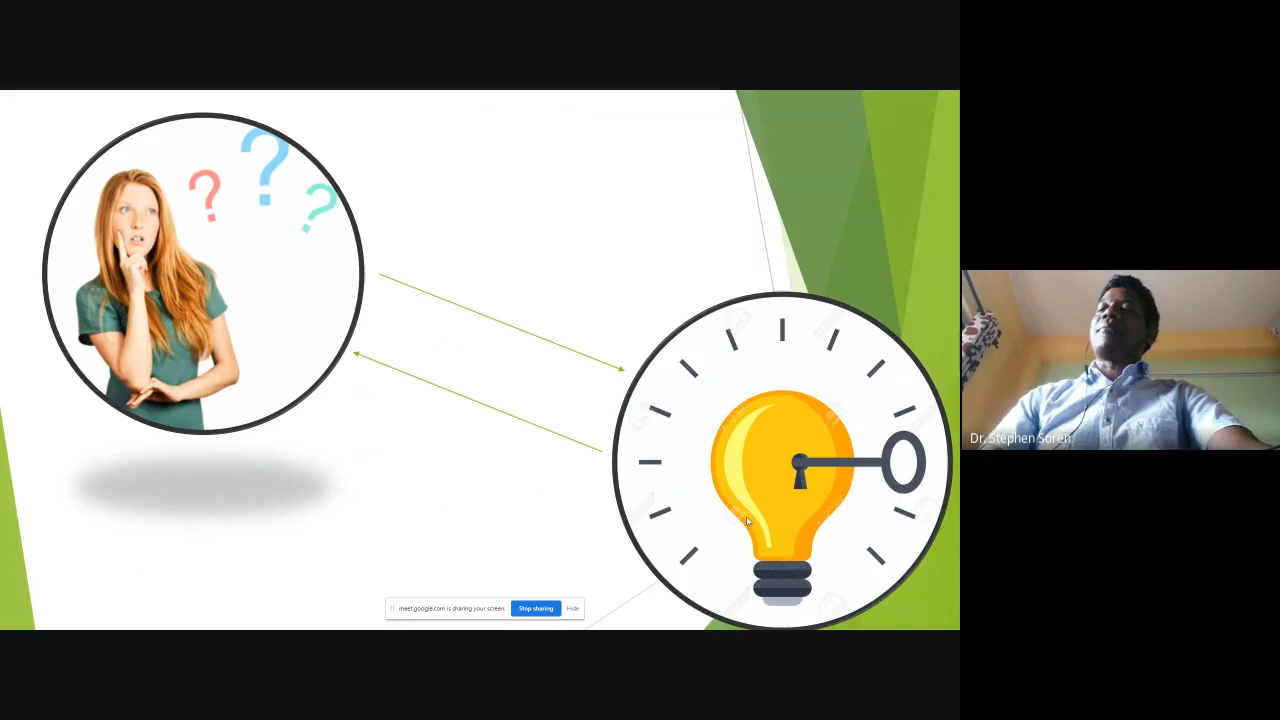 ? ? ?
meet.google.com is sharing your screen.
Stop sharing
Hide
Dr. Stephen Soren